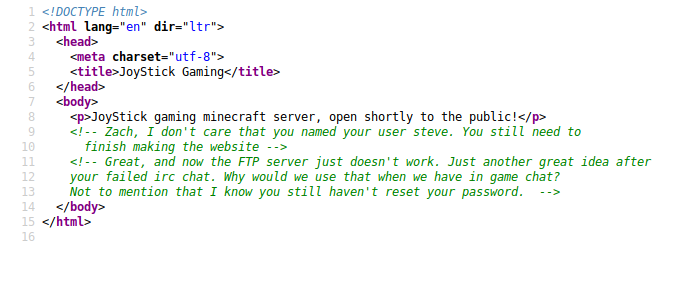 1 <!DOCTYPE html>
2 <html lang="en" dir="ltr">
3   <head>
4     <meta charset="utf-8">
5     <title>JoyStick Gaming</title>
6   </head>
7   <body>
8     <p>JoyStick gaming minecraft server, open shortly to the public!</p>
9     <!-- Zach, I don't care that you named your user steve. You still need to
10       finish making the website -->
11     <!-- Great, and now the FTP server just doesn't work. Just another great idea after
12     your failed irc chat. Why would we use that when we have in game chat?
13     Not to mention that I know you still haven't reset your password.  -->
14   </body>
15 </html>
16